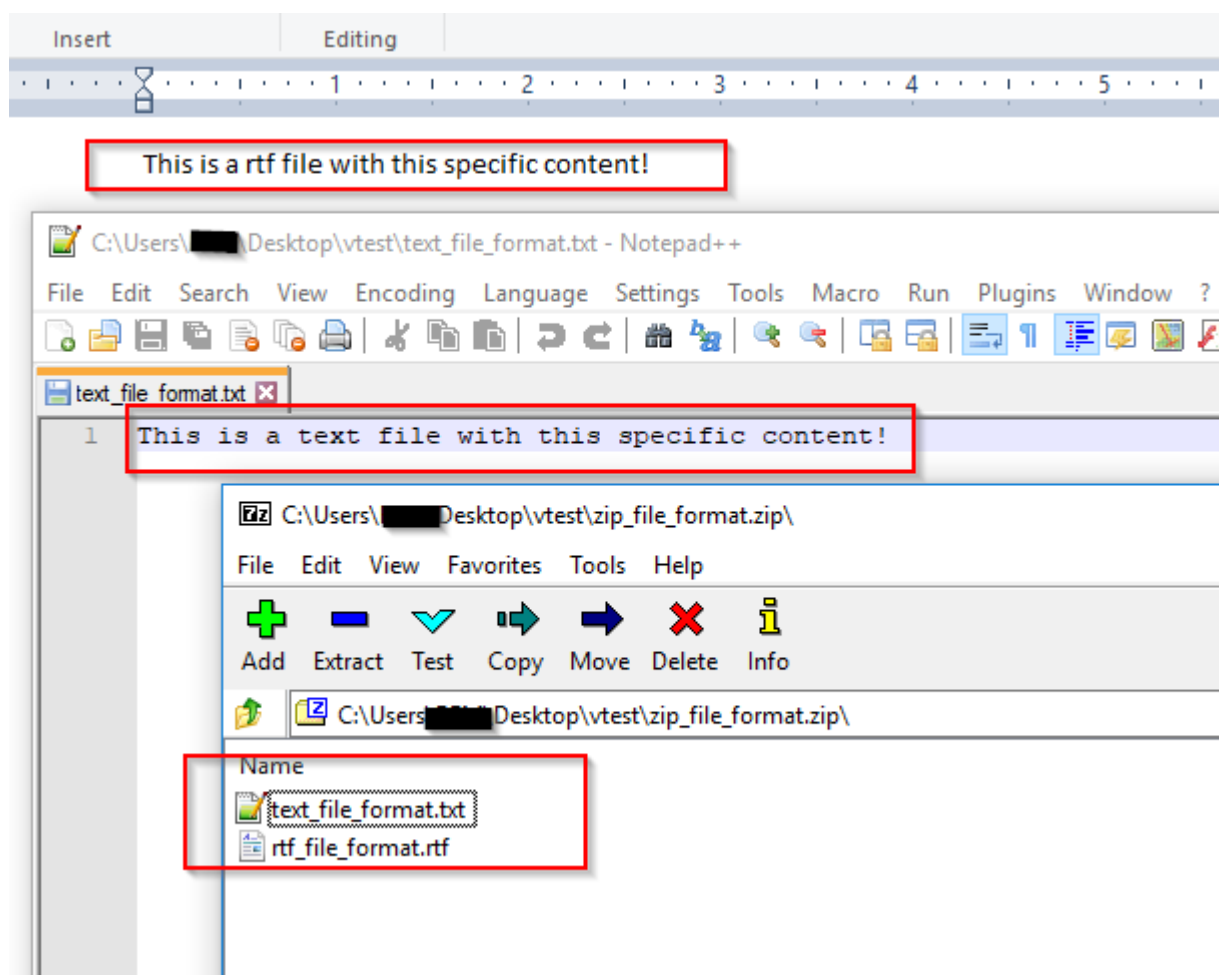 Insert Editing
1 2 3 4 5
This is a rtf file with this specific content!
C:\Users\ \Desktop\vtest\text_file_format.txt - Notepad++
File Edit Search View Encoding Language Settings Tools Macro Run Plugins Window ?
text_file_format.txt
1 This is a text file with this specific content!
7z C:\Users\ Desktop\vtest\zip_file_format.zip\
File Edit View Favorites Tools Help
Add Extract Test Copy Move Delete Info
C:\Users Desktop\vtest\zip_file_format.zip\
Name
text_file_format.txt
rtf_file_format.rtf